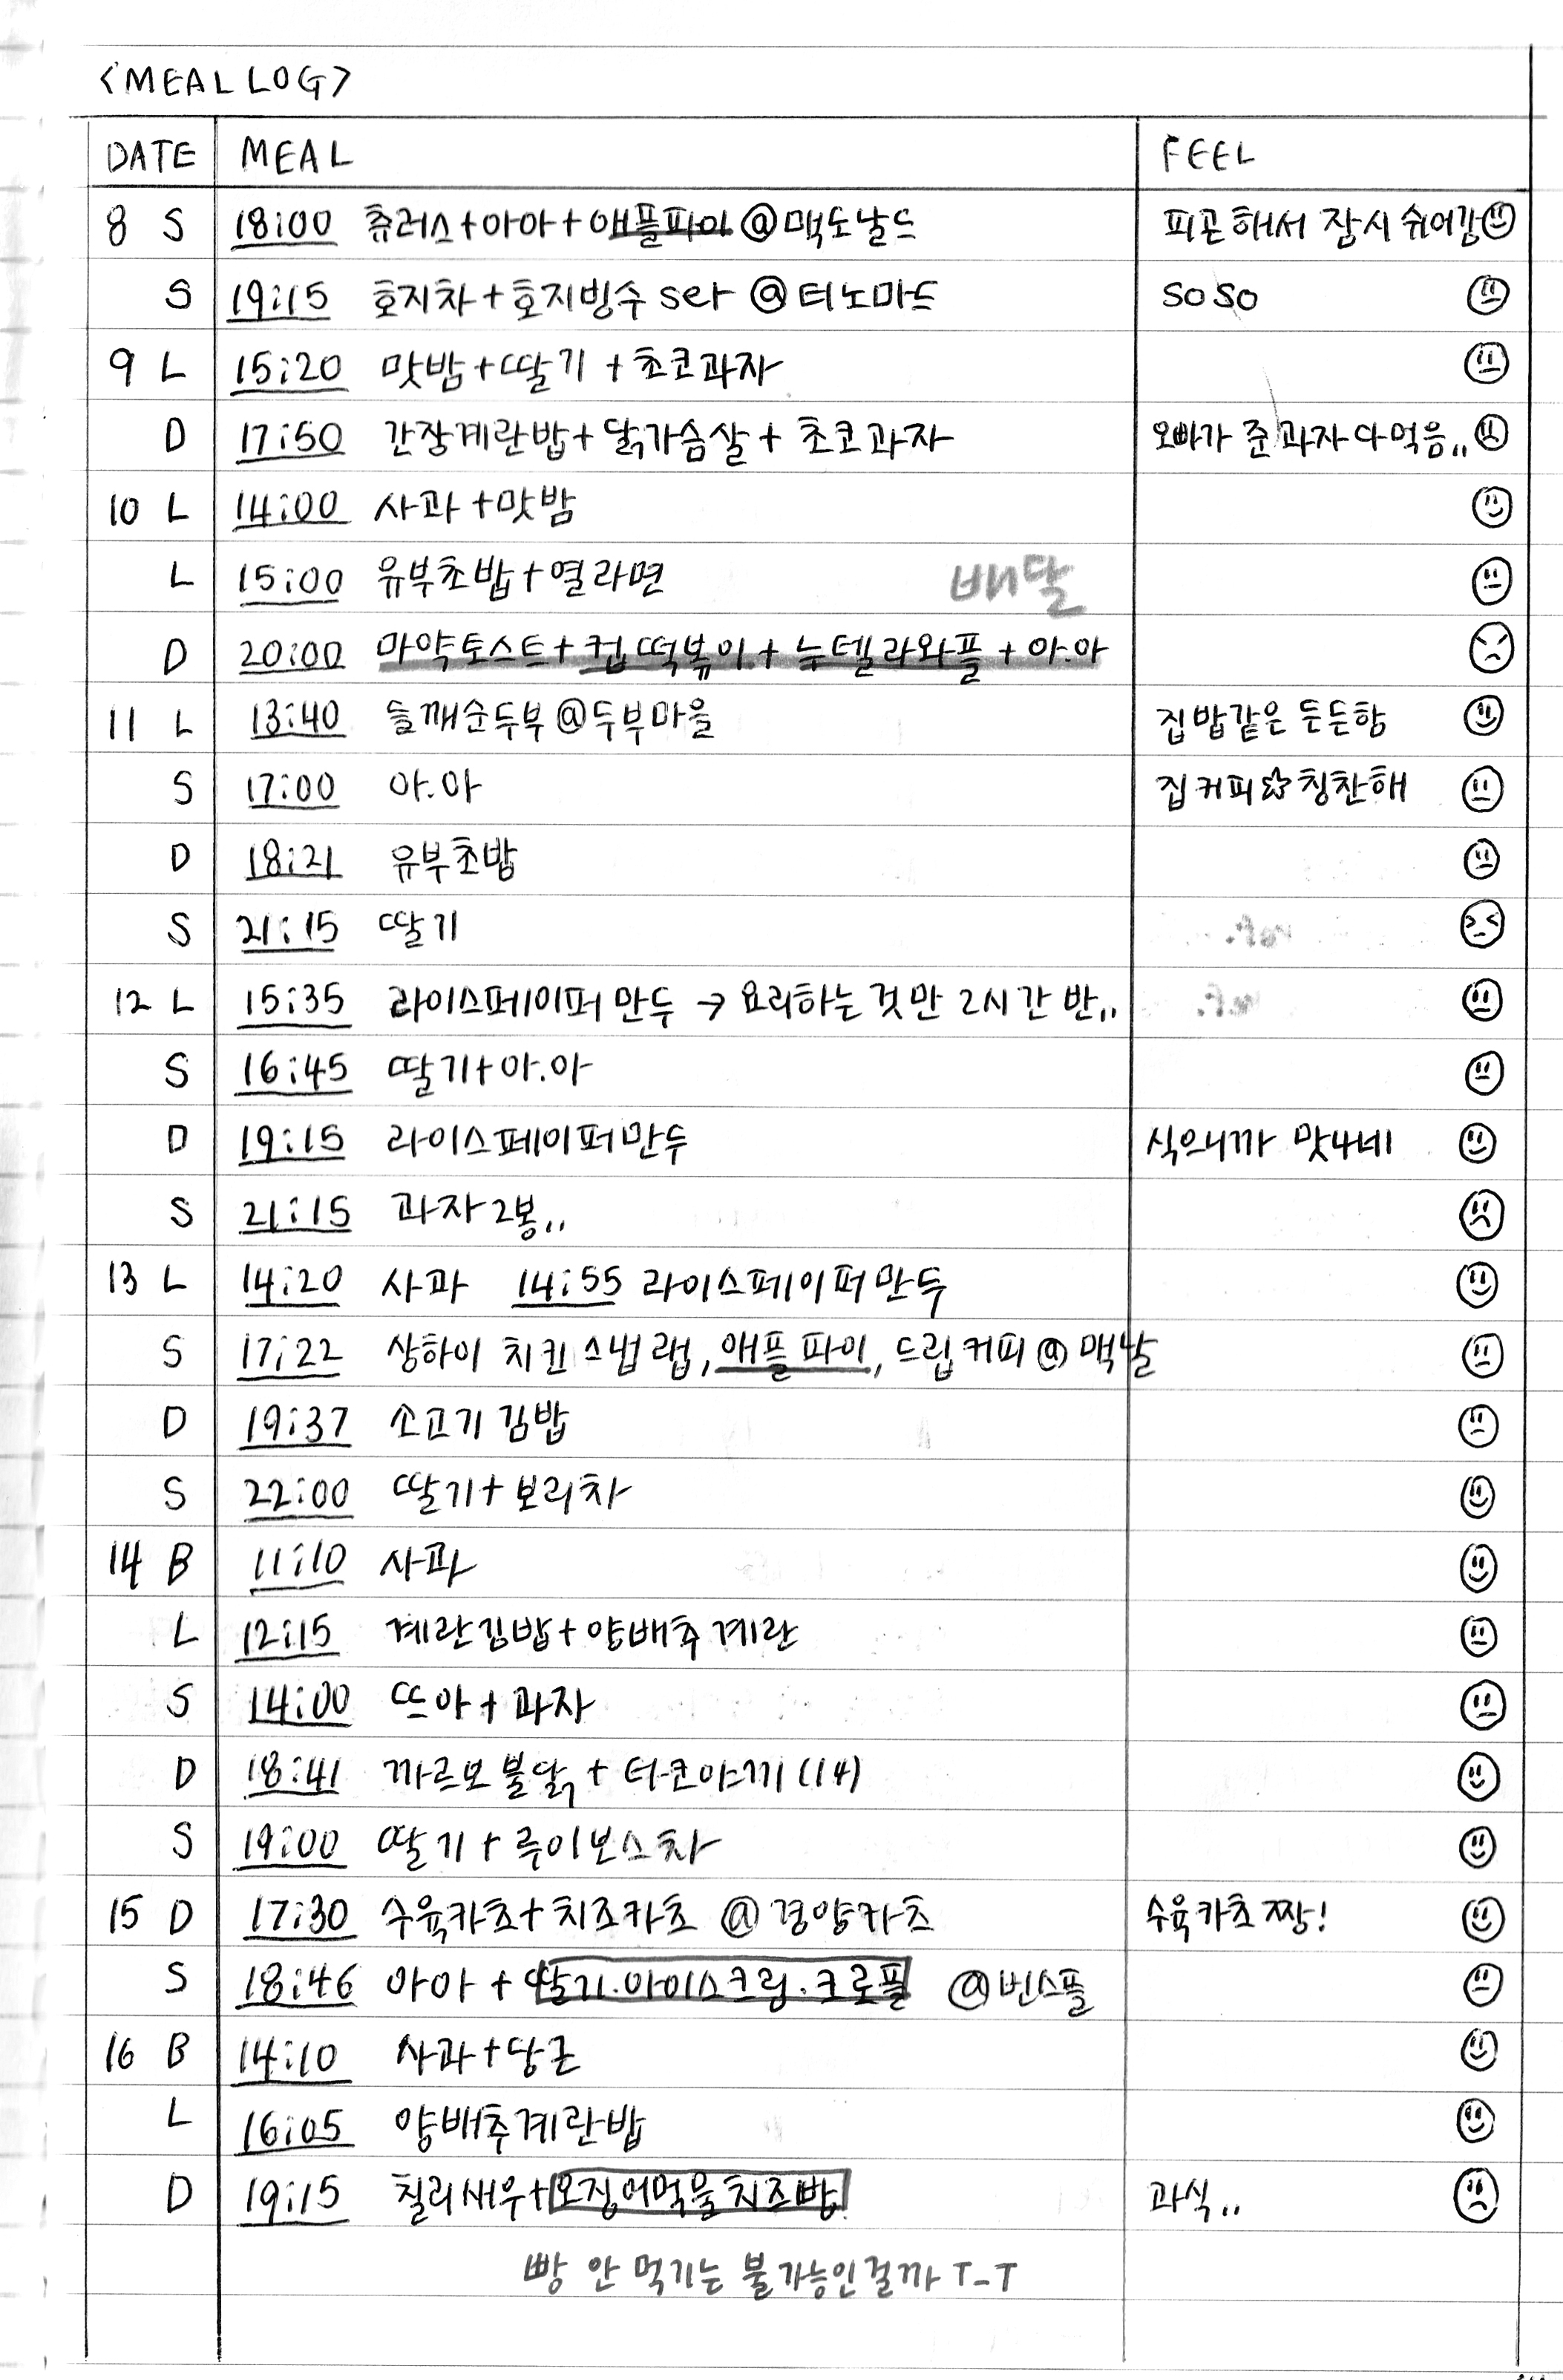 <MEAL LOG>
DATE MEAL FEEL
8 S 18:00 츄러스+아아+애플파이 @맥도날드 피곤해서 잠시 쉬어감
S 19:15 호지차+호지빙수 set @티노마드 so so
9 L 15:20 맛밤+딸기+초코과자
D 17:50 간장계란밥+닭가슴살+초코과자 오빠가 준 과자 다 먹음..
10 L 14:00 사과+맛밤
L 15:00 유부초밥+열라면 배달
D 20:00 마약토스트+컵떡볶이+누텔라와플+아.아
11 L 13:40 들깨순두부@두부마을 집밥같은 든든함
S 17:00 아.아 집커피☆칭찬해
D 18:21 유부초밥
S 21:15 딸기
12 L 15:35 라이스페이퍼만두 → 요리하는 것만 2시간 반..
S 16:45 딸기+아.아
D 19:15 라이스페이퍼만두 식으니까 맛4네
S 21:15 과자2봉..
13 L 14:20 사과 14:55 라이스페이퍼만두
S 17:22 상하이 치킨 스냅랩, 애플파이, 드립커피 @맥날
D 19:37 소고기 김밥
S 22:00 딸기+보리차
14 B 11:10 사과
L 12:15 계란김밥+양배추계란
S 14:00 뜨아+과자
D 18:41 까르보불닭+타코야끼(14)
S 19:00 딸기+루이보스차
15 D 17:30 수육카츠+치즈카츠 @경양카츠 수육카츠 짱!
S 18:46 아아+딸기.아이스크림.크로플 @번스플
16 B 14:10 사과+당근
L 16:05 양배추계란밥
D 19:15 칠리새우+오징어먹물치즈빵 과식..
빵 안 먹기는 불가능인걸까 T-T